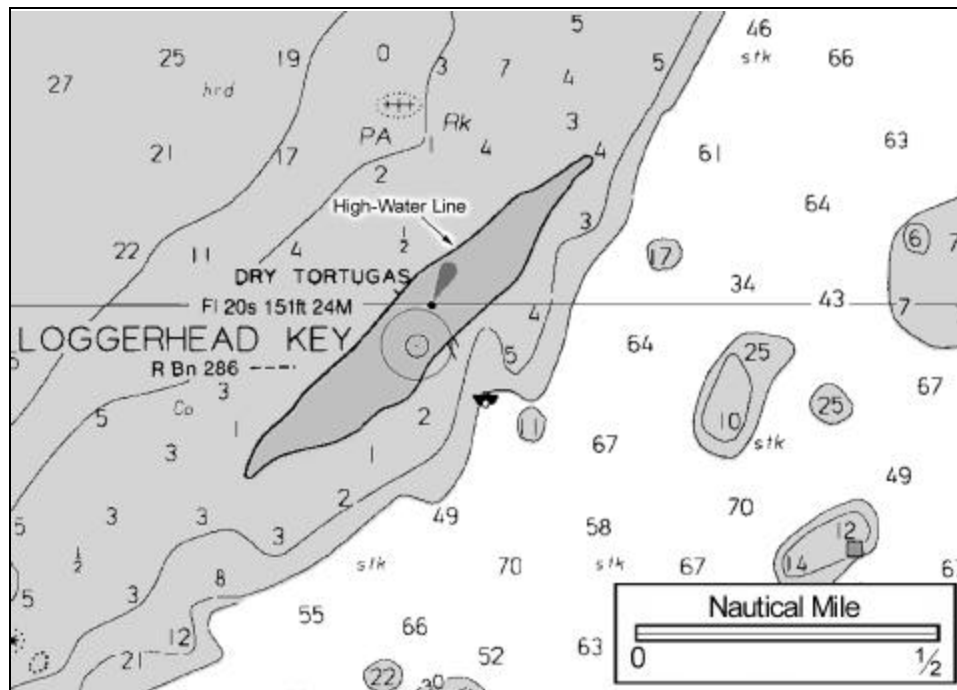 5 46
25 19 0 3 7 4 5 stk 66
27 hrd
3
PA Rk 63
21 17 1 4 4 61
2
High-Water Line 64
1/2 3
22 11 4 6 7
17
DRY TORTUGAS 34
Fl 20s 151ft 24M 4 43 7
LOGGERHEAD KEY 64
5 25
R Bn 286 67
3
5 Co 2 25
1 11 10
3 1 67 stk
2 49
5 3 3 3 49 58 70
12
1/2 stk 70 stk 67 14
3 8
5
55 Nautical Mile
12 66
21 52 63 0 1/2
22 30